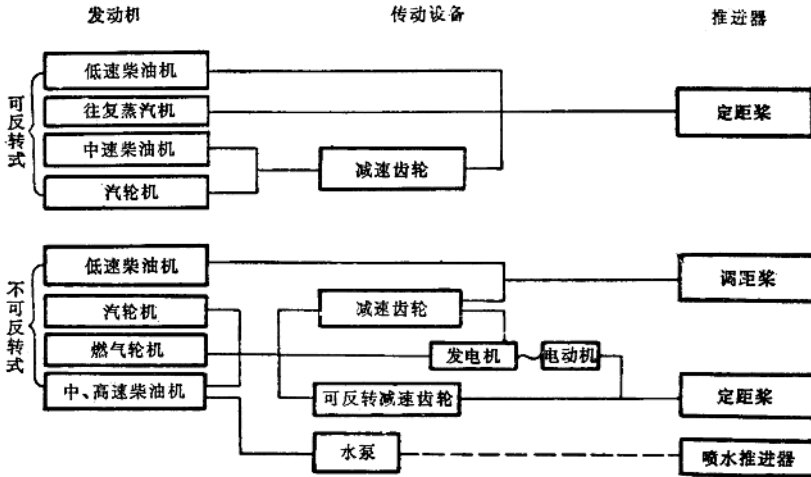 发动机 传动设备 推进器
可反转式
低速柴油机
往复蒸汽机
中速柴油机
汽轮机
减速齿轮
定距桨
不可反转式
低速柴油机
汽轮机
燃气轮机
中、高速柴油机
减速齿轮
发电机
电动机
可反转减速齿轮
水泵
调距桨
定距桨
喷水推进器